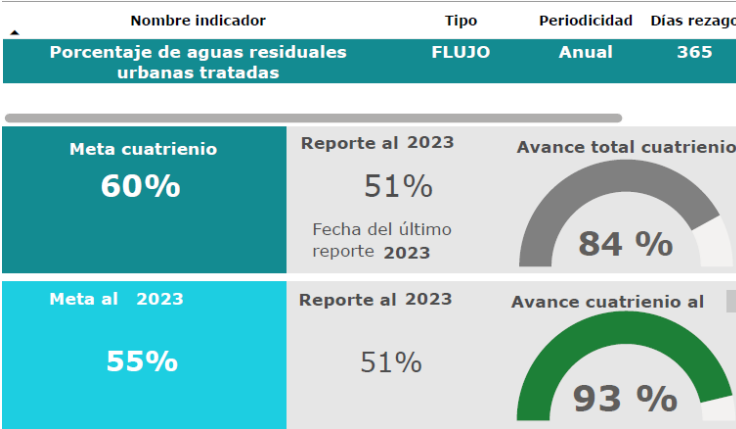 Nombre indicador Tipo Periodicidad Días rezago
Porcentaje de aguas residuales urbanas tratadas FLUJO Anual 365
Meta cuatrienio
60%
Reporte al 2023
51%
Fecha del último
reporte 2023
Avance total cuatrienio
84 %
Meta al 2023
55%
Reporte al 2023
51%
Avance cuatrienio al
93 %